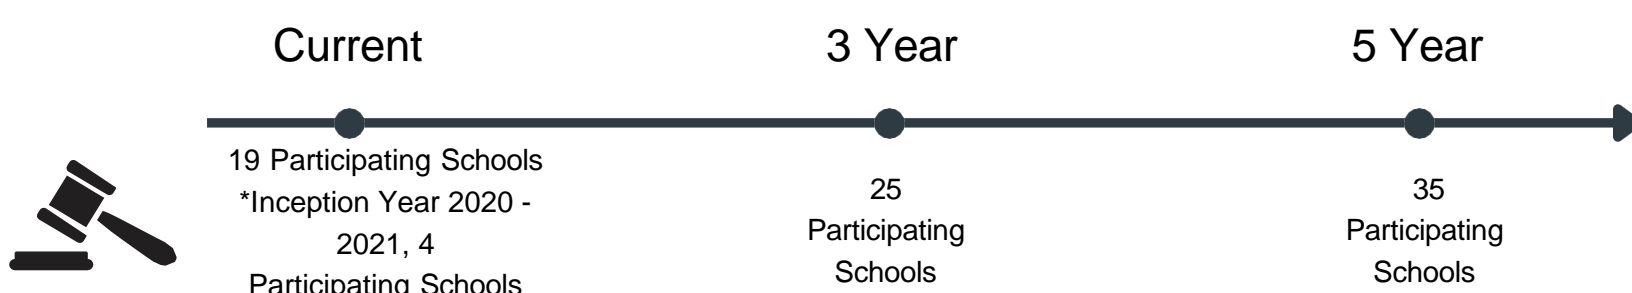 Current
3 Year
5 Year
19 Participating Schools
*Inception Year 2020 -
2021, 4
Participating Schools
25
Participating
Schools
35
Participating
Schools